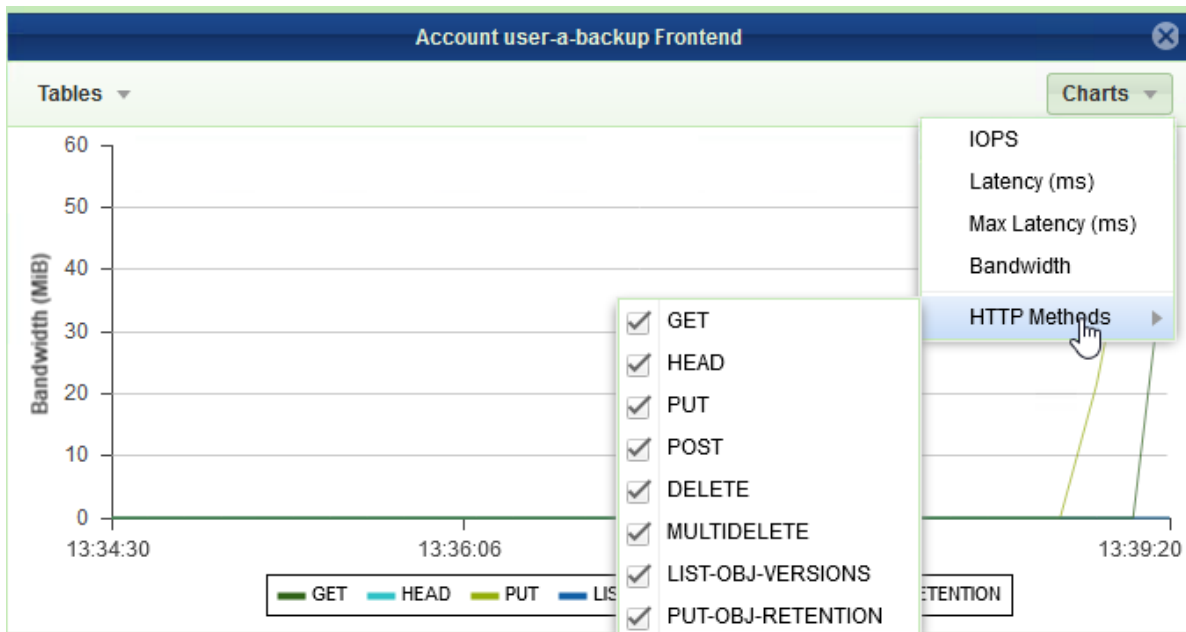 Account user-a-backup Frontend
Tables
Charts
IOPS
Latency (ms)
Max Latency (ms)
Bandwidth
HTTP Methods
GET
HEAD
PUT
POST
DELETE
MULTIDELETE
LIST-OBJ-VERSIONS
PUT-OBJ-RETENTION
Bandwidth (MiB)
60
50
40
30
20
10
0
13:34:30
13:36:06
13:39:20
GET HEAD PUT LIS ETENTION